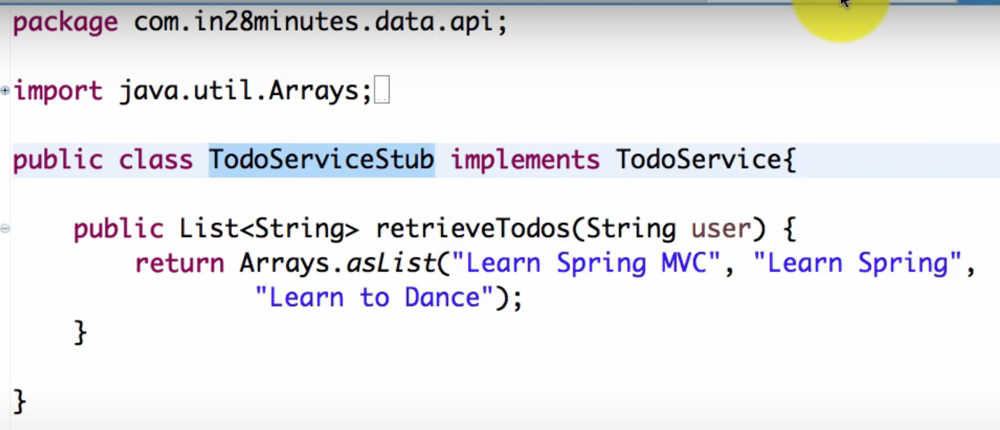 package com.in28minutes.data.api;
import java.util.Arrays;
public class TodoServiceStub implements TodoService{
public List<String> retrieveTodos(String user) {
return Arrays.asList("Learn Spring MVC", "Learn Spring",
"Learn to Dance");
}
}